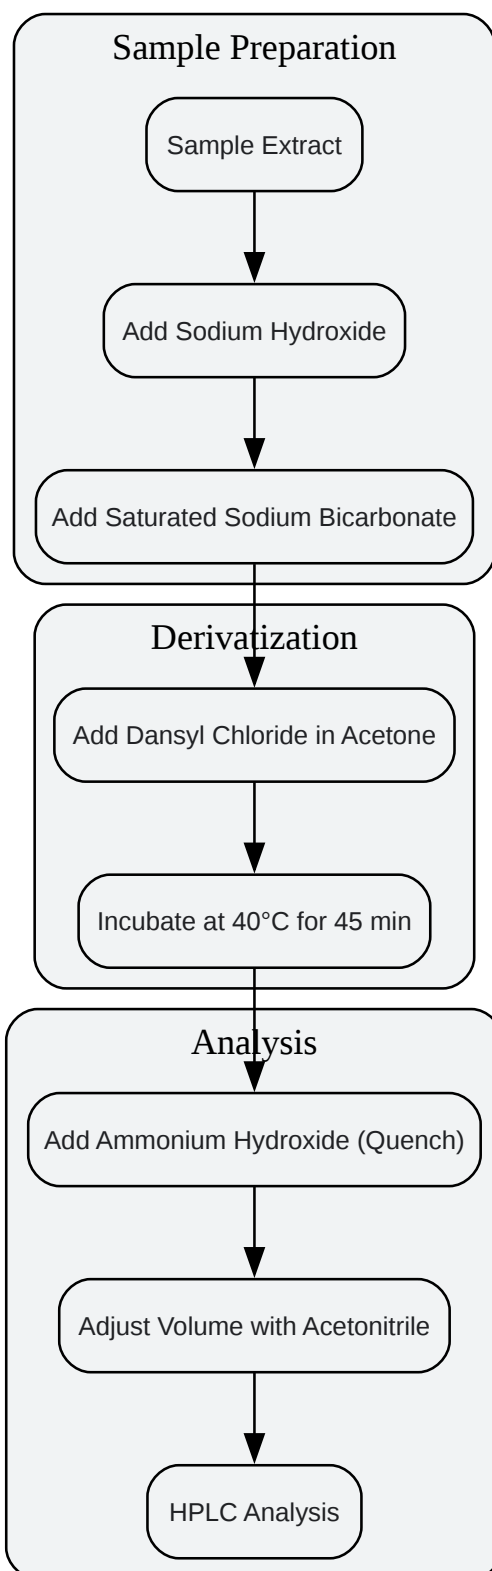 Sample Preparation
Sample Extract
Add Sodium Hydroxide
Add Saturated Sodium Bicarbonate
Derivatization
Add Dansyl Chloride in Acetone
Incubate at 40°C for 45 min
Analysis
Add Ammonium Hydroxide (Quench)
Adjust Volume with Acetonitrile
HPLC Analysis